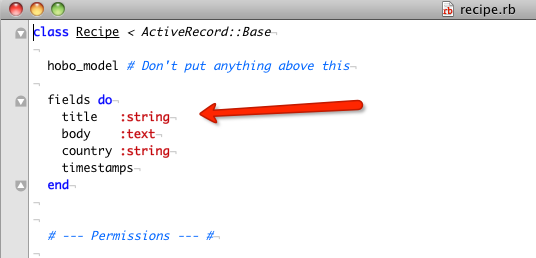 recipe.rb
class Recipe < ActiveRecord::Base
hobo_model # Don't put anything above this
fields do
title :string
body :text
country :string
timestamps
end
# --- Permissions --- #